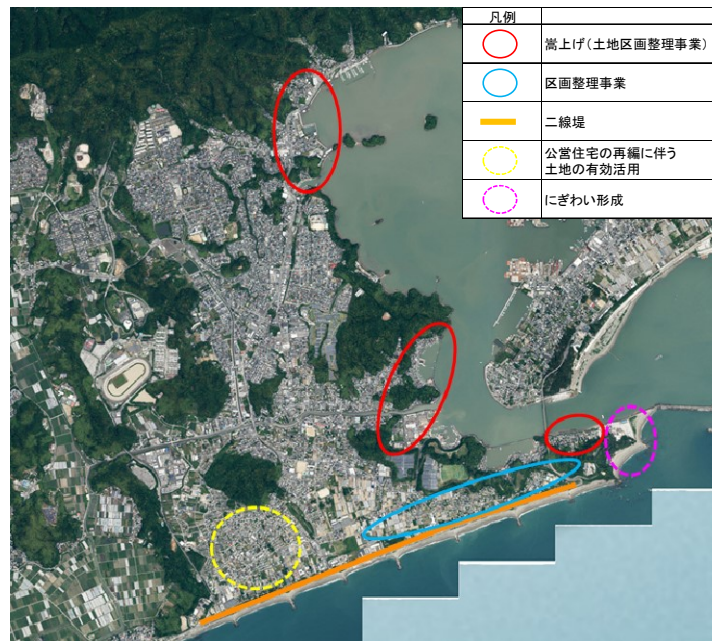 凡例
嵩上げ(土地区画整理事業)
区画整理事業
二線堤
公営住宅の再編に伴う
土地の有効活用
にぎわい形成